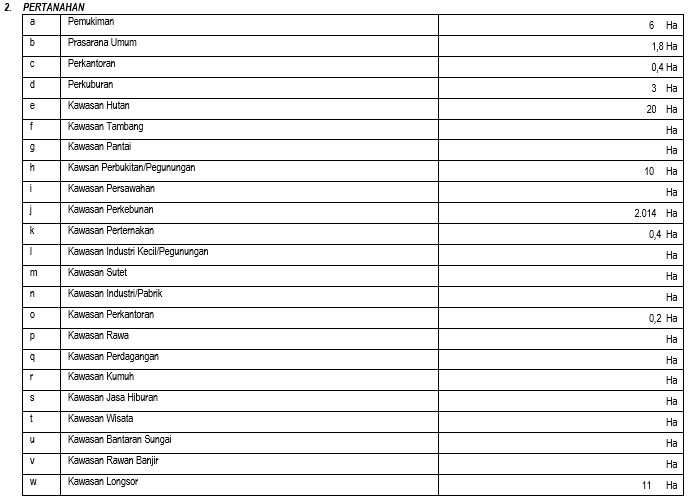 2. PERTANAHAN
a Pemukiman 6 Ha
b Prasarana Umum 1,8 Ha
c Perkantoran 0,4 Ha
d Perkuburan 3 Ha
e Kawasan Hutan 20 Ha
f Kawasan Tambang Ha
g Kawasan Pantai Ha
h Kawsan Perbukitan/Pegunungan 10 Ha
i Kawasan Persawahan Ha
j Kawasan Perkebunan 2.014 Ha
k Kawasan Perternakan 0,4 Ha
l Kawasan Industri Kecil/Pegunungan Ha
m Kawasan Sutet Ha
n Kawasan Industri/Pabrik Ha
o Kawasan Perkantoran 0,2 Ha
p Kawasan Rawa Ha
q Kawasan Perdagangan Ha
r Kawasan Kumuh Ha
s Kawasan Jasa Hiburan Ha
t Kawasan Wisata Ha
u Kawasan Bantaran Sungai Ha
v Kawasan Rawan Banjir Ha
w Kawasan Longsor 11 Ha